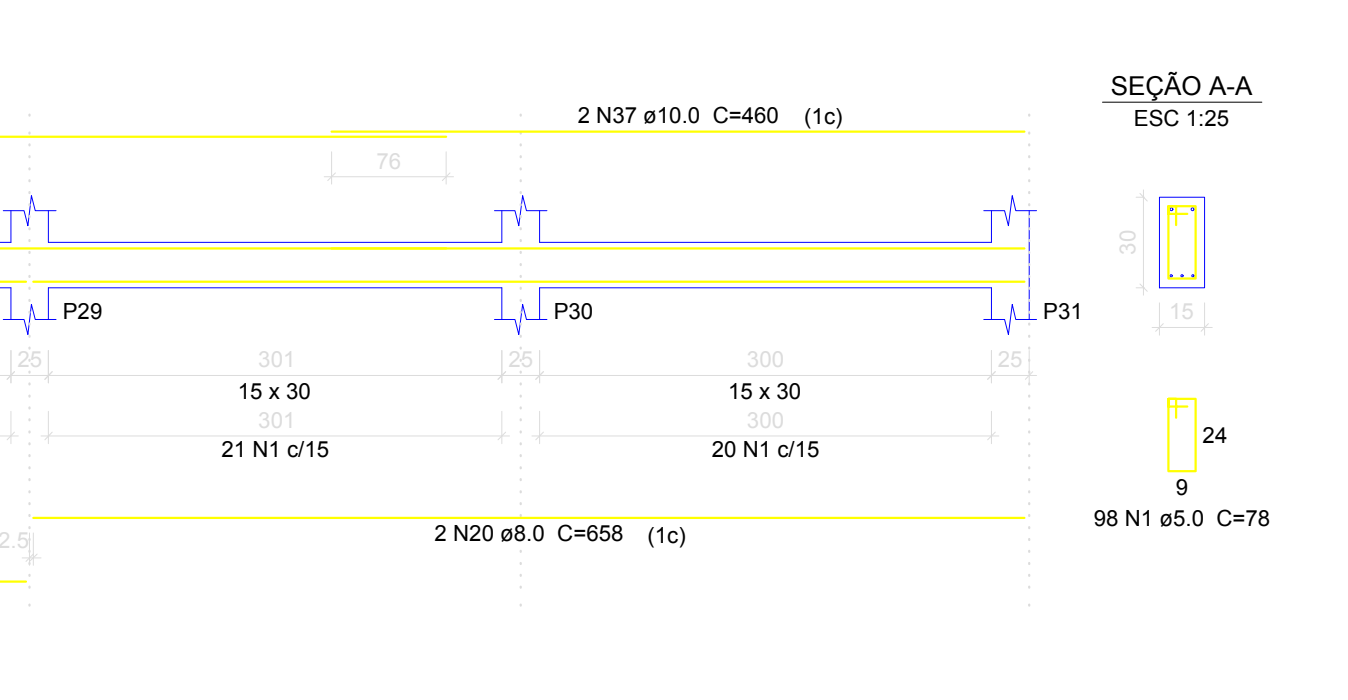 SEÇÃO A-A
ESC 1:25
2 N37 ø10.0 C=460 (1c)
76
30
15
P29
P30
P31
25
301
25
300
25
15 x 30
15 x 30
301
300
21 N1 c/15
20 N1 c/15
24
9
98 N1 ø5.0 C=78
2 N20 ø8.0 C=658 (1c)
2.5